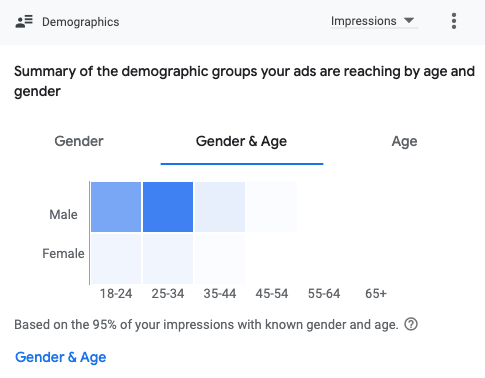 Demographics
Impressions
Summary of the demographic groups your ads are reaching by age and
gender
Gender
Gender & Age
Age
Male
Female
18-24 25-34 35-44 45-54 55-64 65+
Based on the 95% of your impressions with known gender and age.
Gender & Age